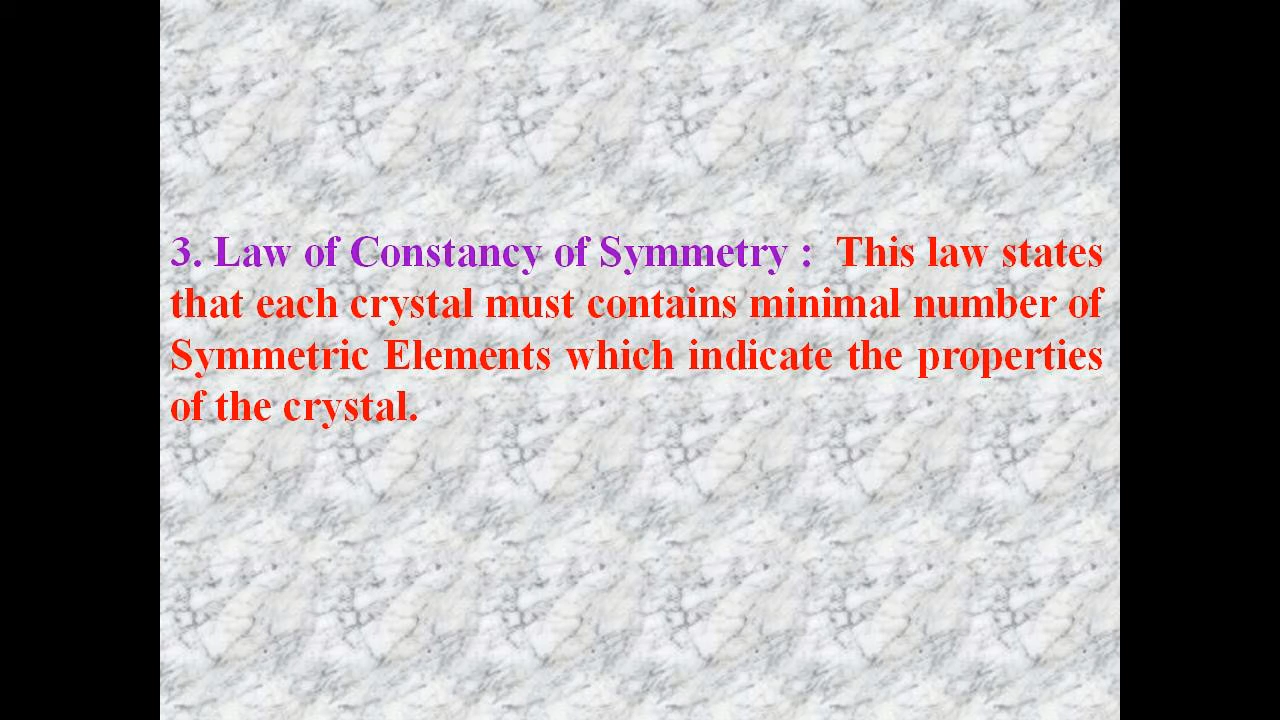 3. Law of Constancy of Symmetry : This law states
that each crystal must contains minimal number of
Symmetric Elements which indicate the properties
of the crystal.